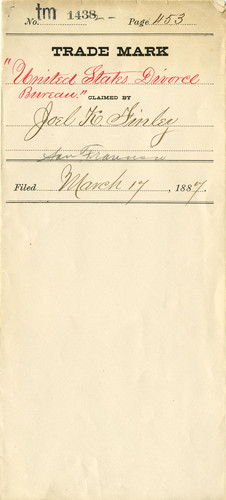 tm
No. 1438 Page 453
TRADE MARK
"United States Divorce
Bureau."
CLAIMED BY
Joel K. Finley
San Francisco
Filed March 17, 1887.